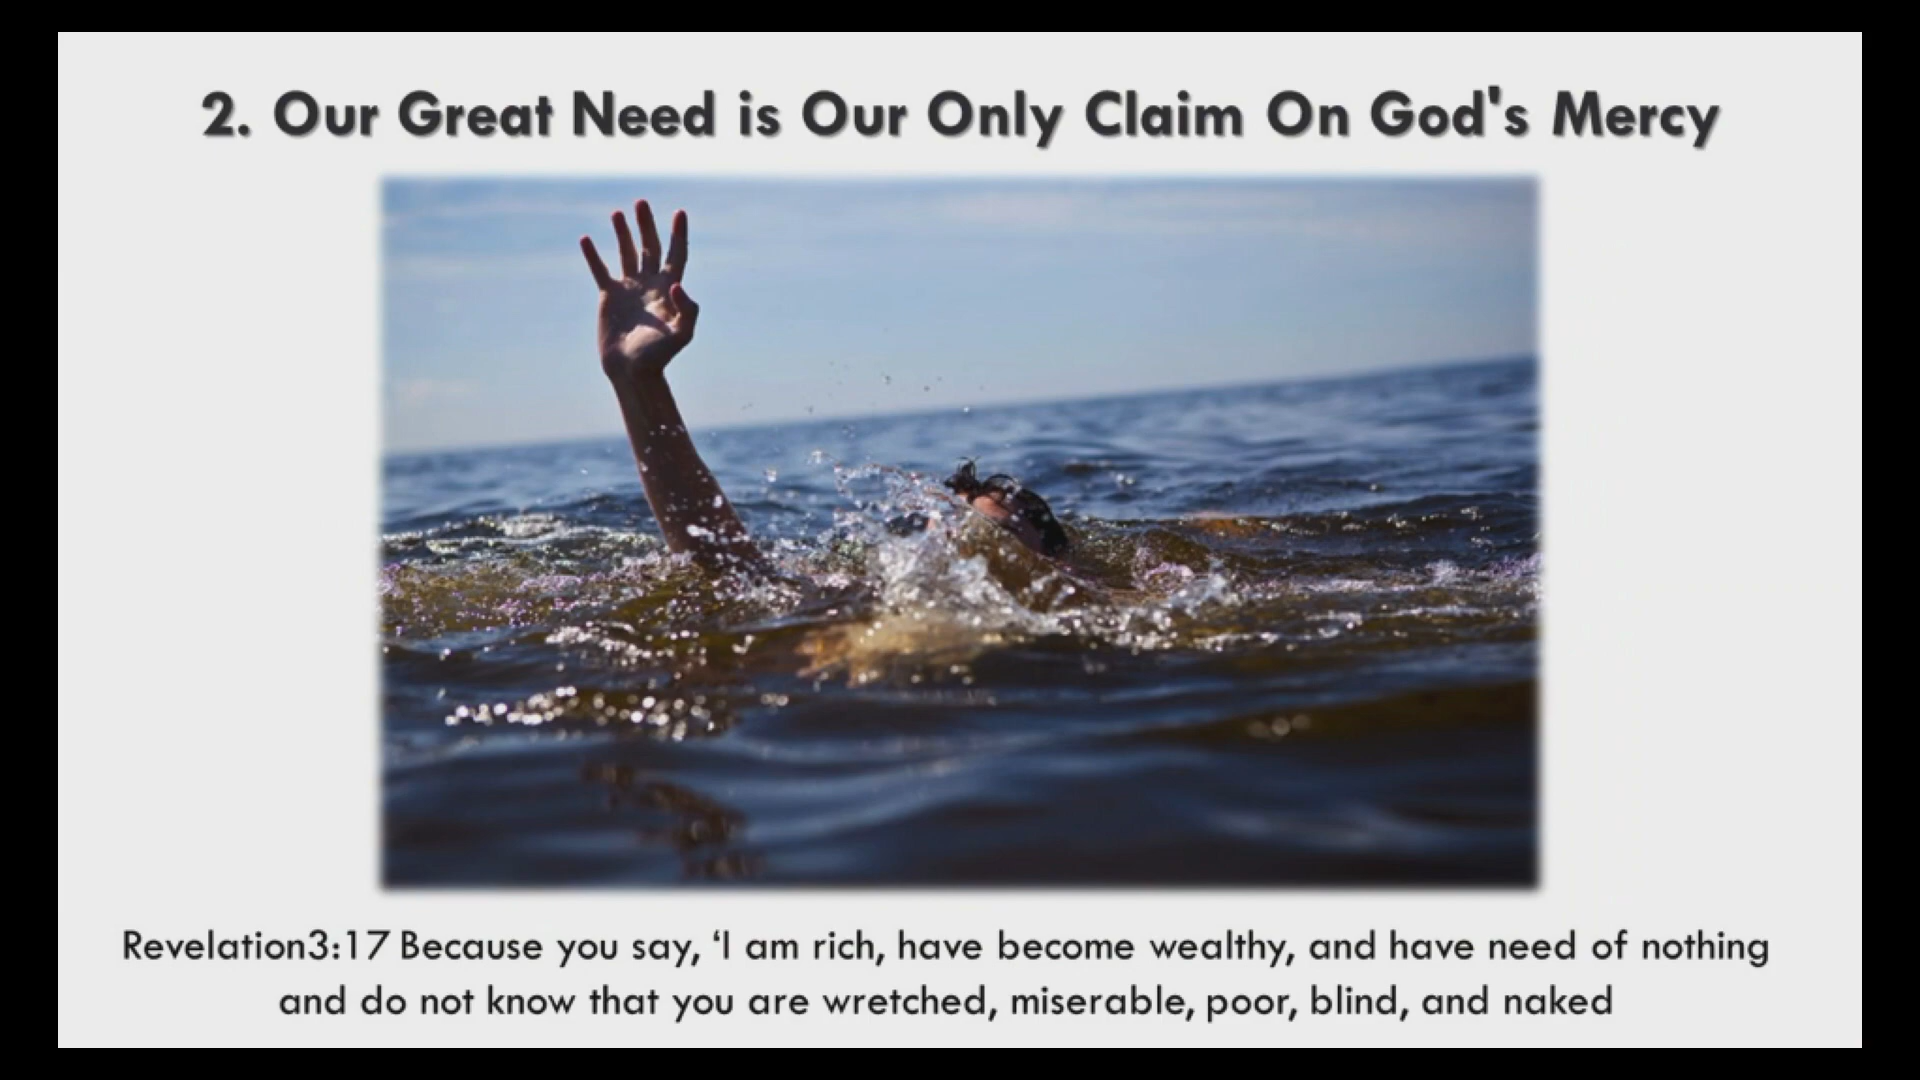 2. Our Great Need is Our Only Claim On God's Mercy
Revelation3:17 Because you say, ‘I am rich, have become wealthy, and have need of nothing
and do not know that you are wretched, miserable, poor, blind, and naked